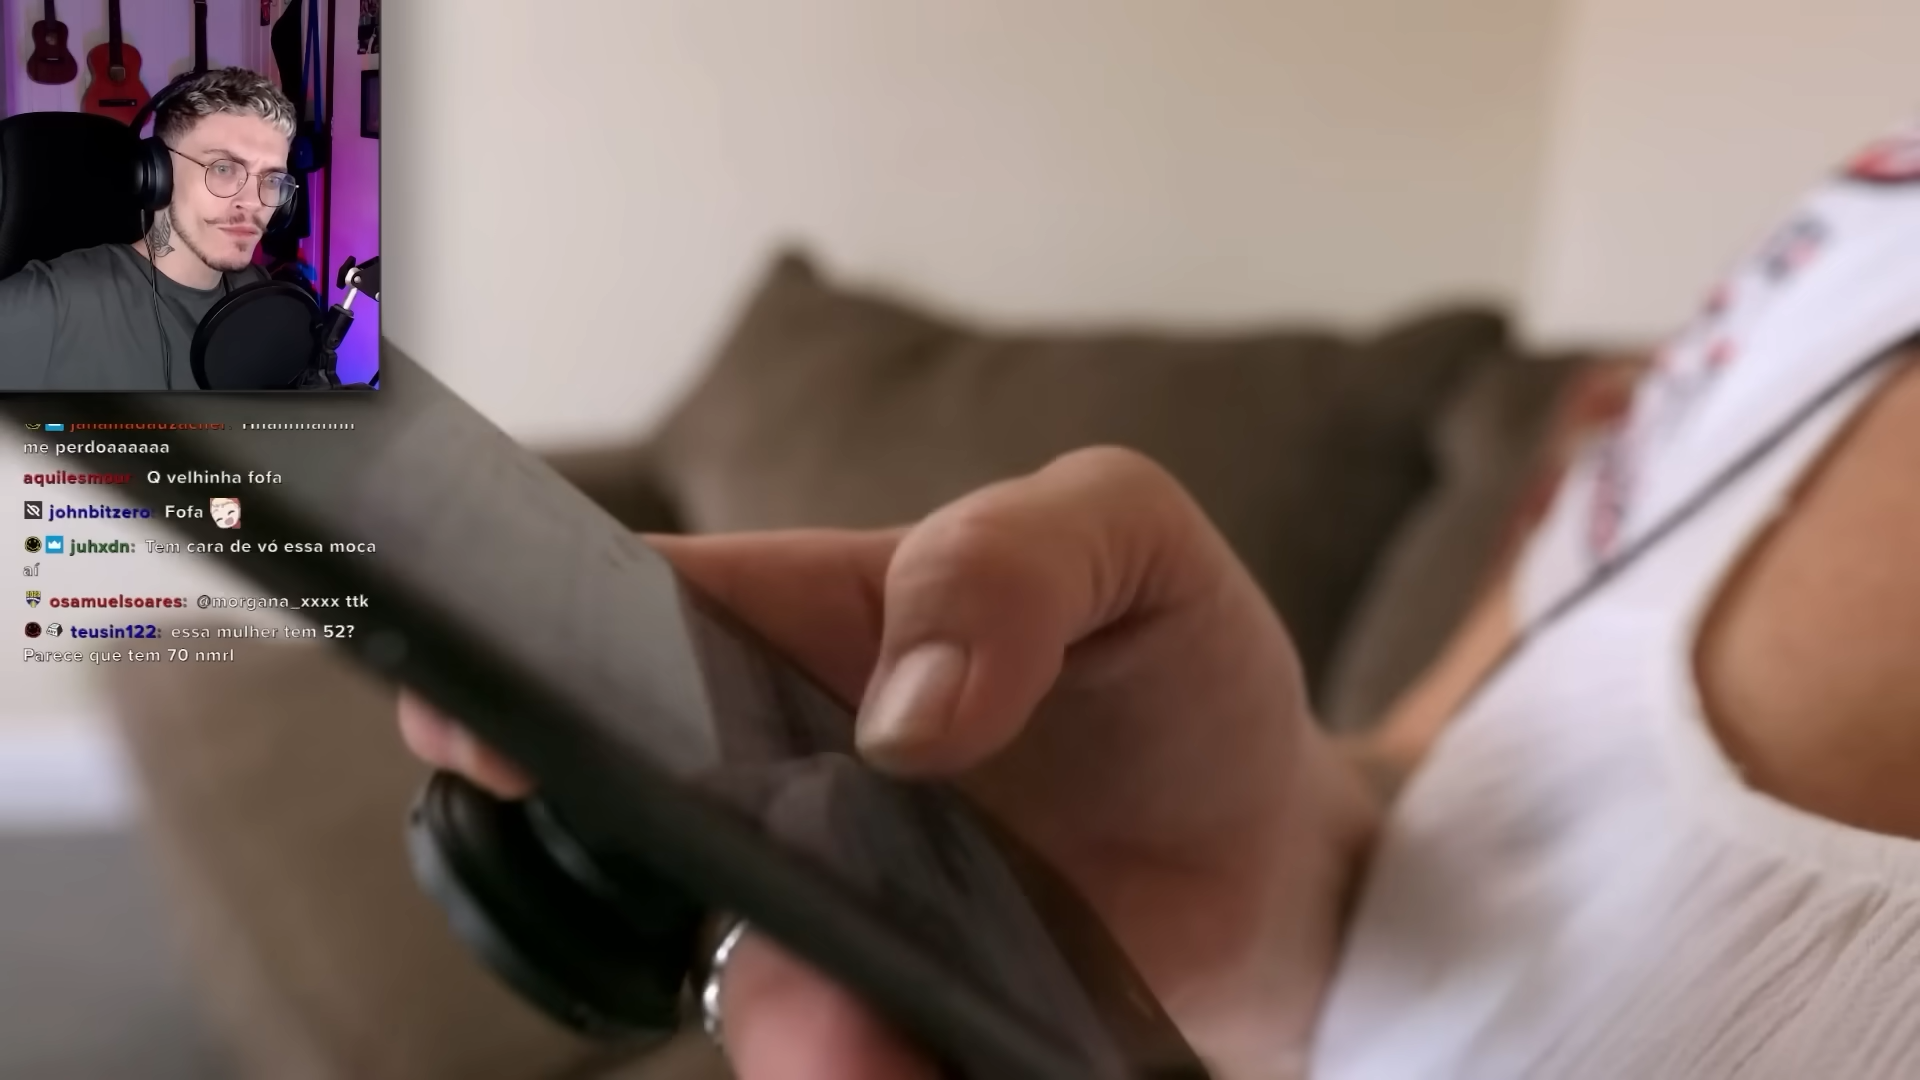 me perdoaaaaaa
Q velhinha fofa
johnbitzero: Fofa
juhxdn: Tem cara de vó essa moca
aí
osamuelsoares: @morgana_xxxx ttk
teusin122: essa mulher tem 52?
Parece que tem 70 nmrl